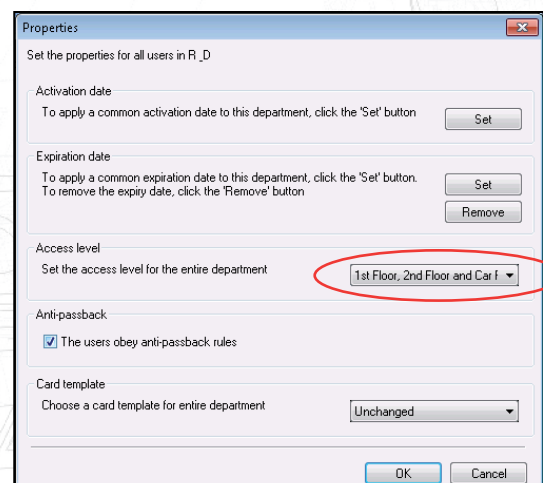 Properties
Set the properties for all users in R_D
Activation date
To apply a common activation date to this department, click the 'Set' button
Set
Expiration date
To apply a common expiration date to this department, click the 'Set' button.
To remove the expiry date, click the 'Remove' button
Set
Remove
Access level
Set the access level for the entire department
1st Floor, 2nd Floor and Car F
Anti-passback
The users obey anti-passback rules
Card template
Choose a card template for entire department
Unchanged
OK
Cancel